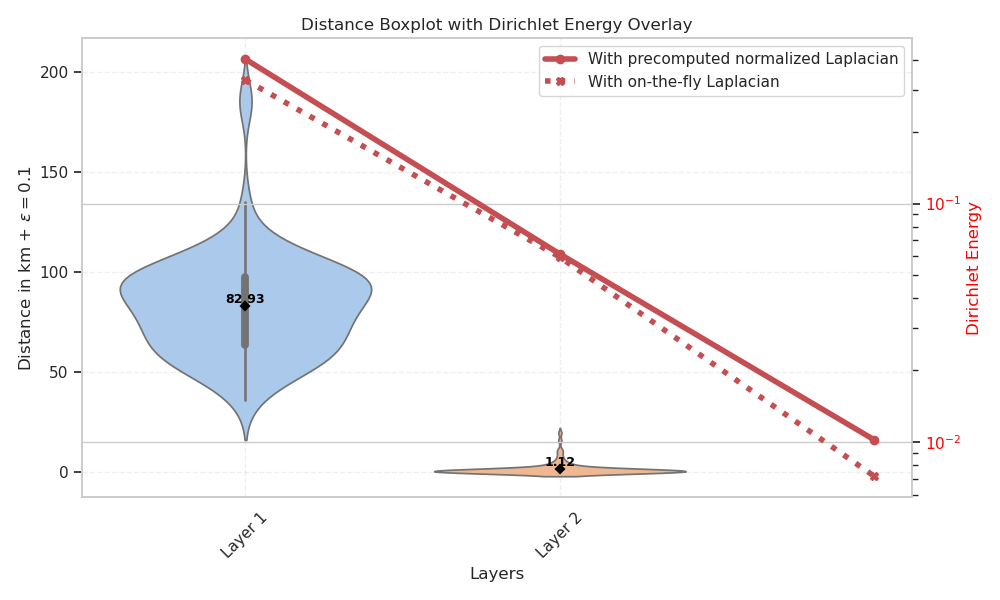 Distance Boxplot with Dirichlet Energy Overlay
With precomputed normalized Laplacian
With on-the-fly Laplacian
200
150
100
50
0
Distance in km + ε = 0.1
82.93
1.12
10⁻¹
10⁻²
Dirichlet Energy
Layer 1
Layer 2
Layers